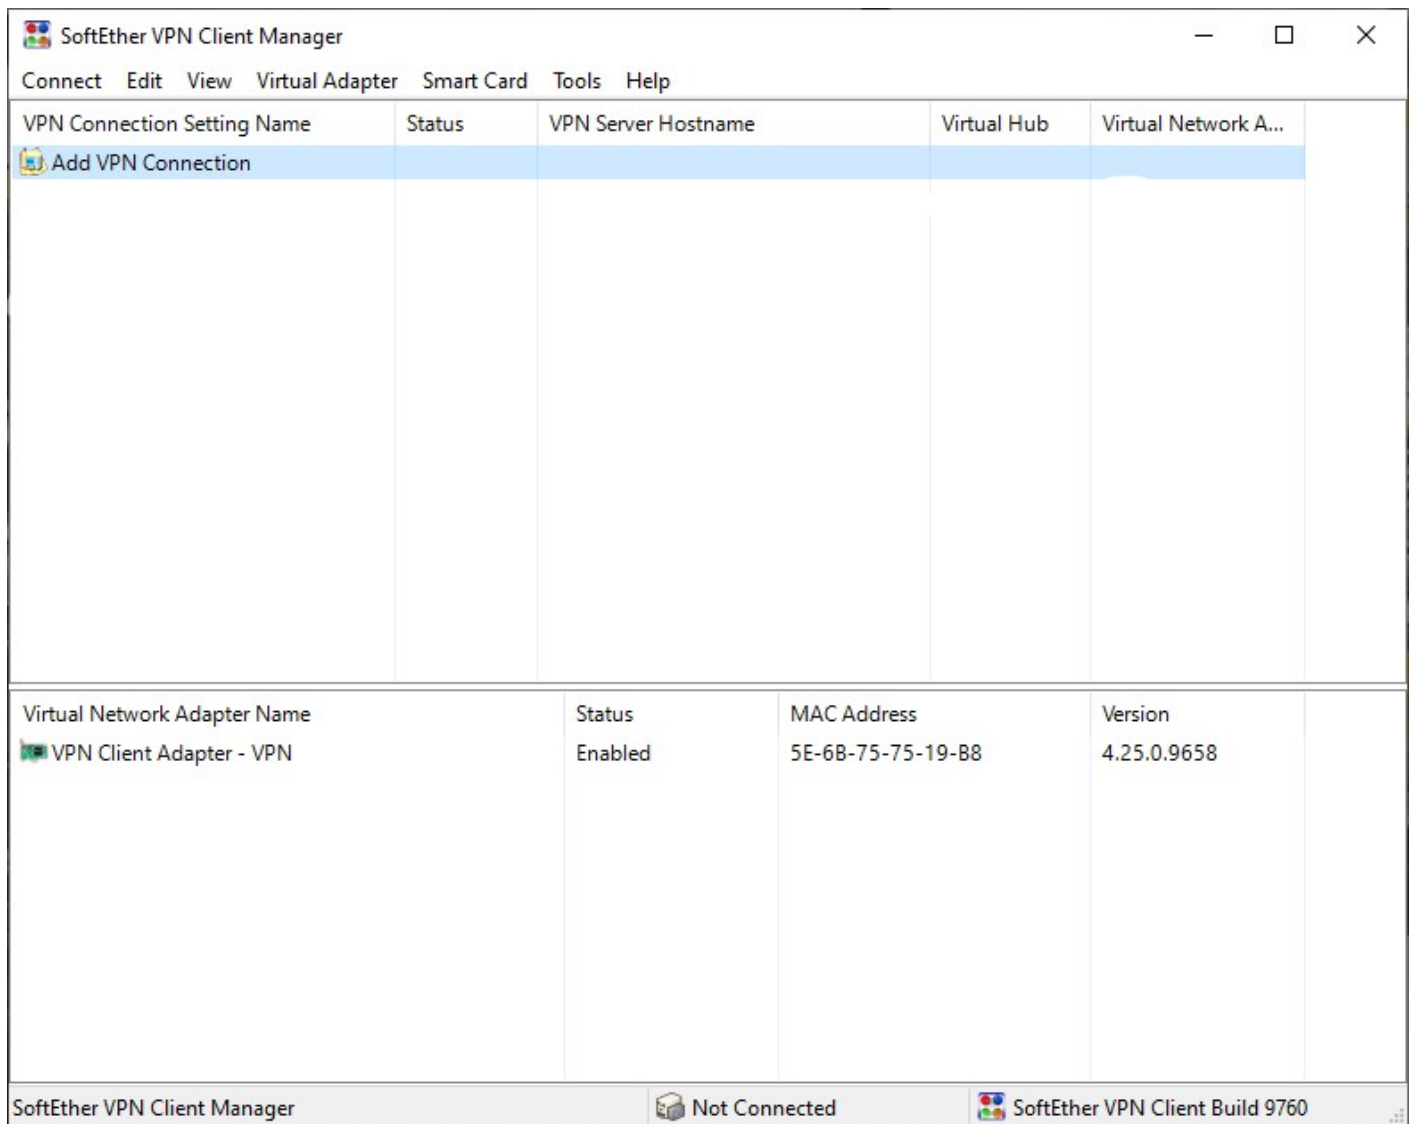 SoftEther VPN Client Manager
Connect Edit View Virtual Adapter Smart Card Tools Help
VPN Connection Setting Name Status VPN Server Hostname Virtual Hub Virtual Network A...
Add VPN Connection
Virtual Network Adapter Name Status MAC Address Version
VPN Client Adapter - VPN Enabled 5E-6B-75-75-19-B8 4.25.0.9658
SoftEther VPN Client Manager Not Connected SoftEther VPN Client Build 9760